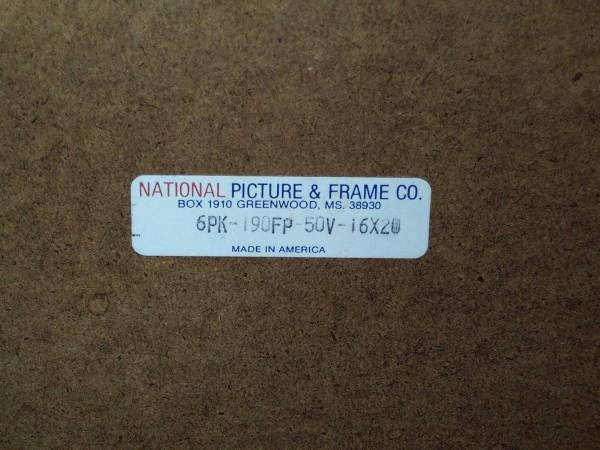 NATIONAL PICTURE & FRAME CO.
BOX 1910 GREENWOOD, MS. 38930
6PK-190FP-50V-16X20
MADE IN AMERICA